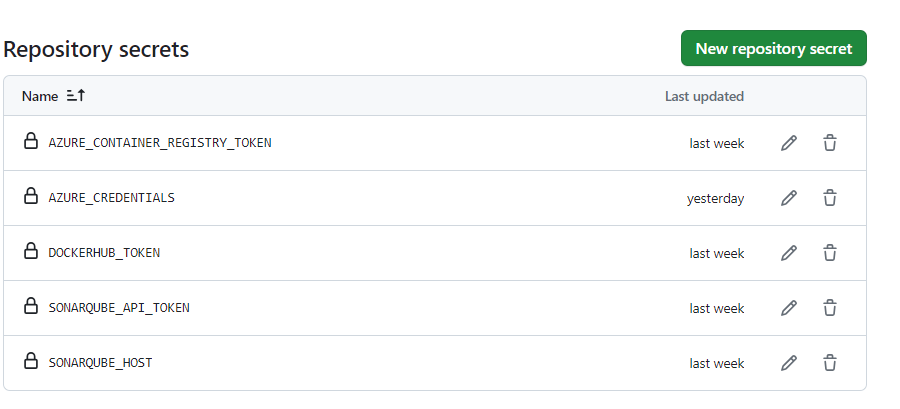 Repository secrets New repository secret
Name Last updated
AZURE_CONTAINER_REGISTRY_TOKEN last week
AZURE_CREDENTIALS yesterday
DOCKERHUB_TOKEN last week
SONARQUBE_API_TOKEN last week
SONARQUBE_HOST last week